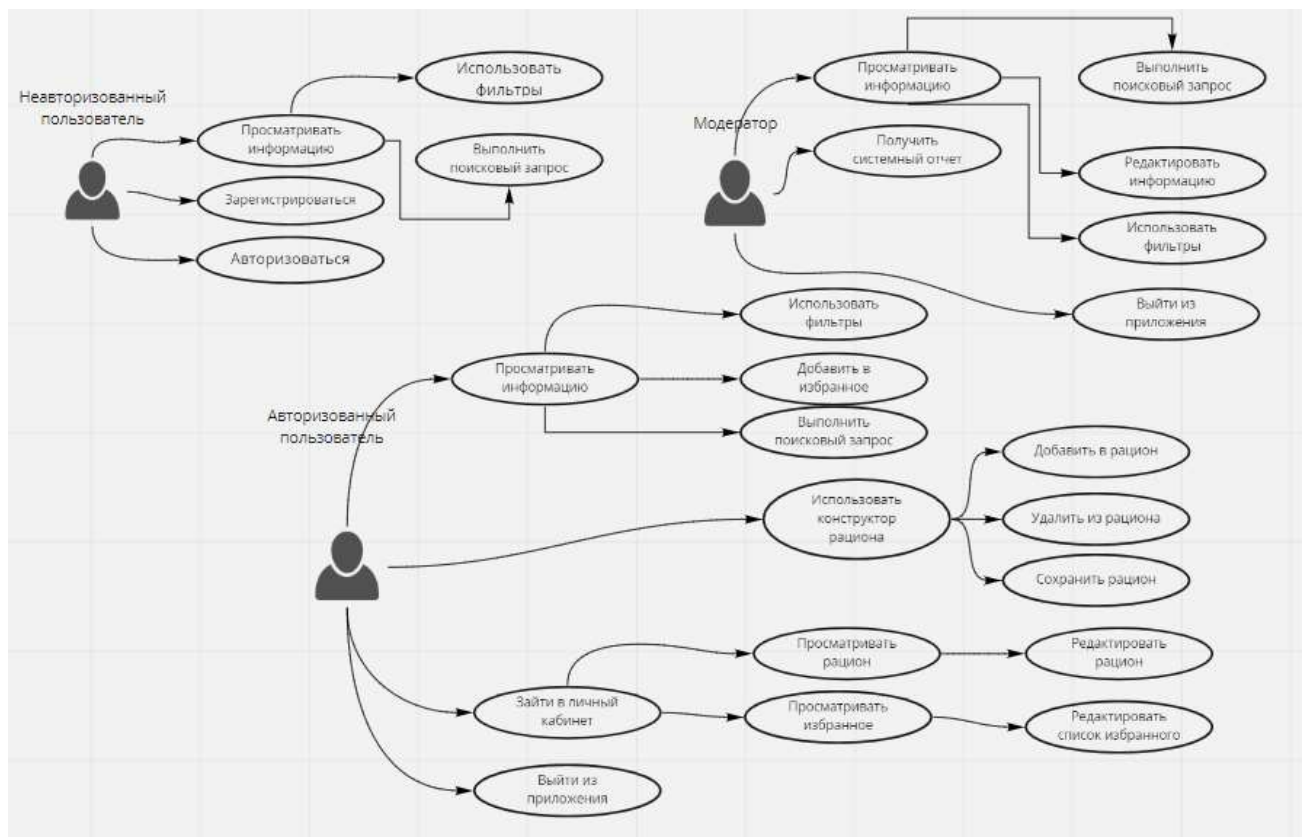 Неавторизованный
пользователь
Использовать
фильтры
Просматривать
информацию
Выполнить
поисковый запрос
Зарегистрироваться
Авторизоваться
Модератор
Просматривать
информацию
Выполнить
поисковый запрос
Получить
системный отчет
Редактировать
информацию
Использовать
фильтры
Выйти из
приложения
Авторизованный
пользователь
Просматривать
информацию
Использовать
фильтры
Добавить в
избранное
Выполнить
поисковый запрос
Использовать
конструктор
рациона
Добавить в рацион
Удалить из рациона
Сохранить рацион
Зайти в личный
кабинет
Просматривать
рацион
Редактировать
рацион
Просматривать
избранное
Редактировать
список избранного
Выйти из
приложения